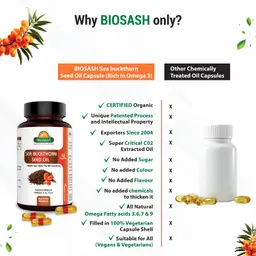 Why BIOSASH only?
BIOSASH Sea buckthorn
Seed Oil Capsule (Rich in Omega 3)
Other Chemically
Treated Oil Capsules
✓ CERTIFIED Organic X
✓ Unique Patented Process
and Intellectual Property X
✓ Exporters Since 2004 X
✓ Super Critical CO2
Extracted Oil X
✓ No Added Sugar X
✓ No added Colour X
✓ No Added Flavour X
✓ No added chemicals
to thicken it X
✓ All Natural
Omega Fatty acids 3,6,7 & 9 X
✓ Filled in 100% Vegetarian
Capsule Shell X
✓ Suitable for All
(Vegans & Vegetarians) X
SEA BUCKTHORN
SEED OIL